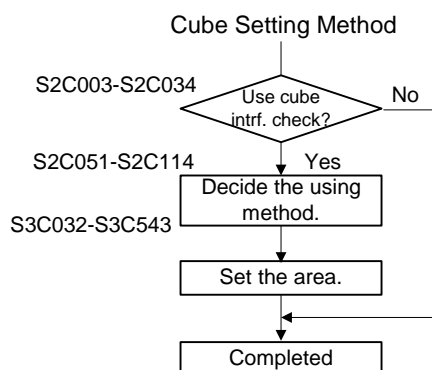 Cube Setting Method
S2C003-S2C034
Use cube
intrf. check?
No
S2C051-S2C114
Yes
Decide the using
method.
S3C032-S3C543
Set the area.
Completed